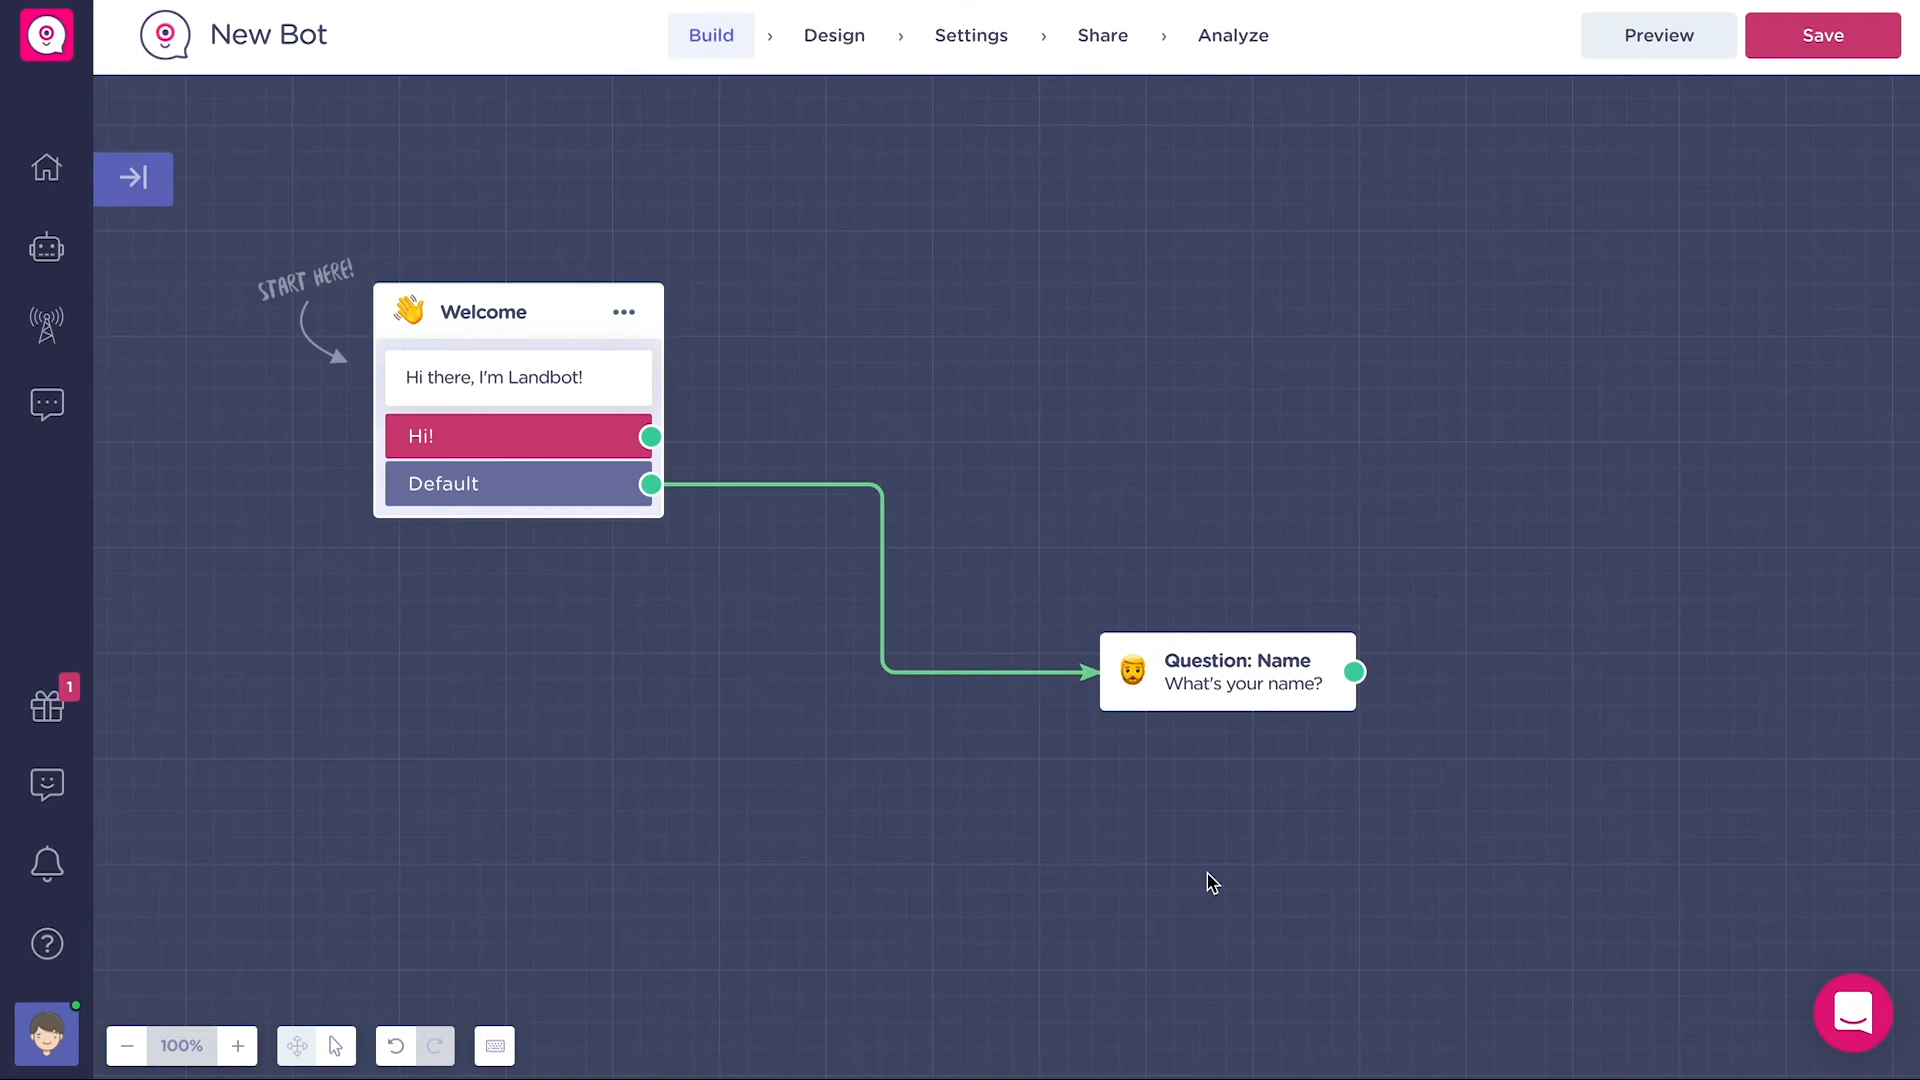 New Bot
Build › Design › Settings › Share › Analyze
Preview
Save
START HERE!
Welcome
Hi there, I'm Landbot!
Hi!
Default
Question: Name
What's your name?
1
100%